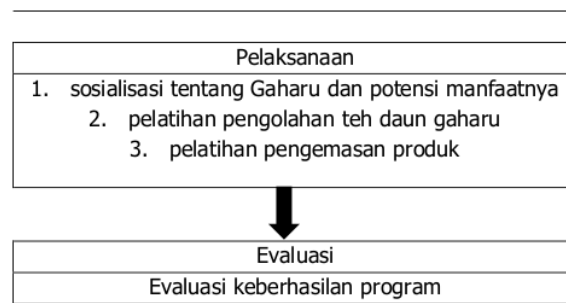 Pelaksanaan
1. sosialisasi tentang Gaharu dan potensi manfaatnya
2. pelatihan pengolahan teh daun gaharu
3. pelatihan pengemasan produk
Evaluasi
Evaluasi keberhasilan program